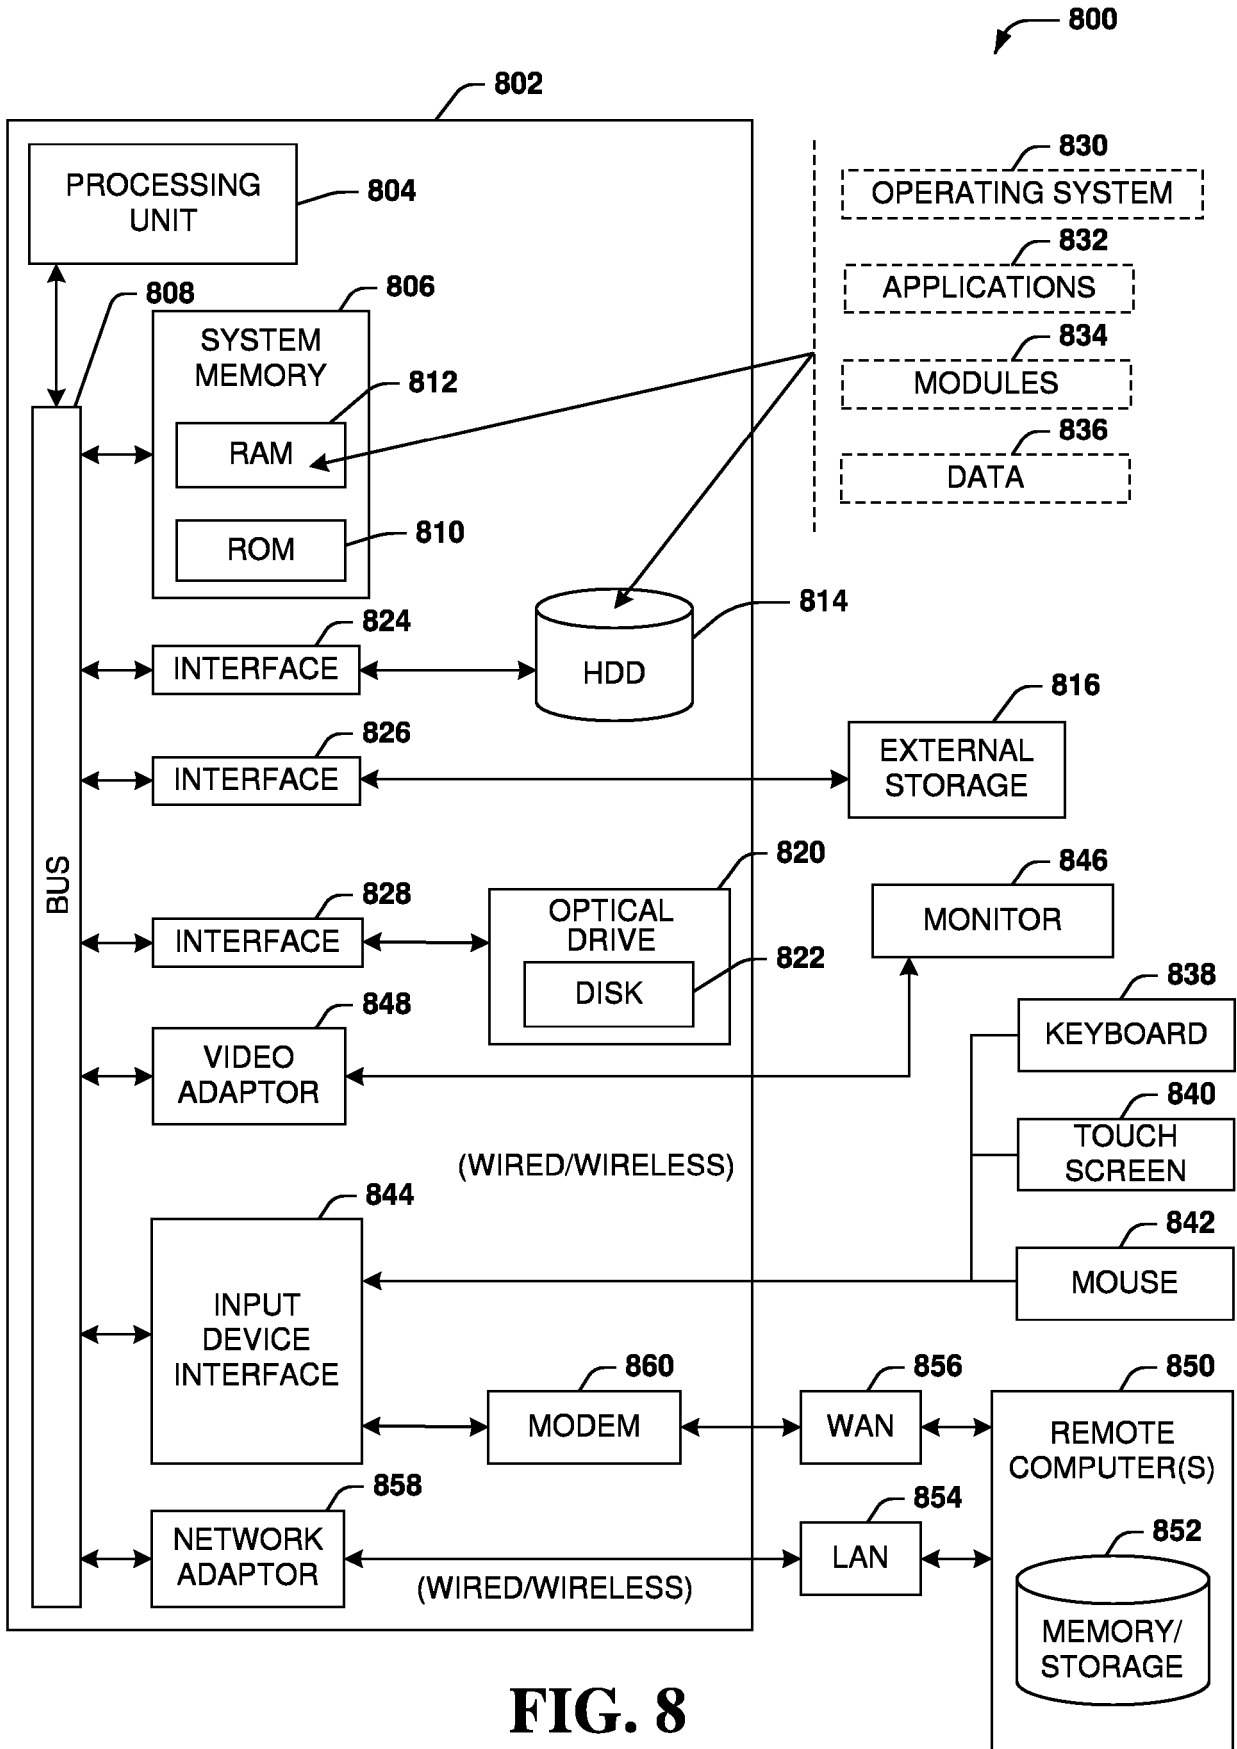 800
802
PROCESSING
UNIT
804
830
OPERATING SYSTEM
832
APPLICATIONS
834
MODULES
836
DATA
808
806
SYSTEM
MEMORY
812
RAM
810
ROM
814
HDD
824
INTERFACE
816
EXTERNAL
STORAGE
826
INTERFACE
BUS
820
OPTICAL
DRIVE
822
DISK
828
INTERFACE
846
MONITOR
838
KEYBOARD
848
VIDEO
ADAPTOR
840
TOUCH
SCREEN
(WIRED/WIRELESS)
844
INPUT
DEVICE
INTERFACE
842
MOUSE
860
MODEM
856
WAN
850
REMOTE
COMPUTER(S)
858
NETWORK
ADAPTOR
(WIRED/WIRELESS)
854
LAN
852
MEMORY/
STORAGE
FIG. 8